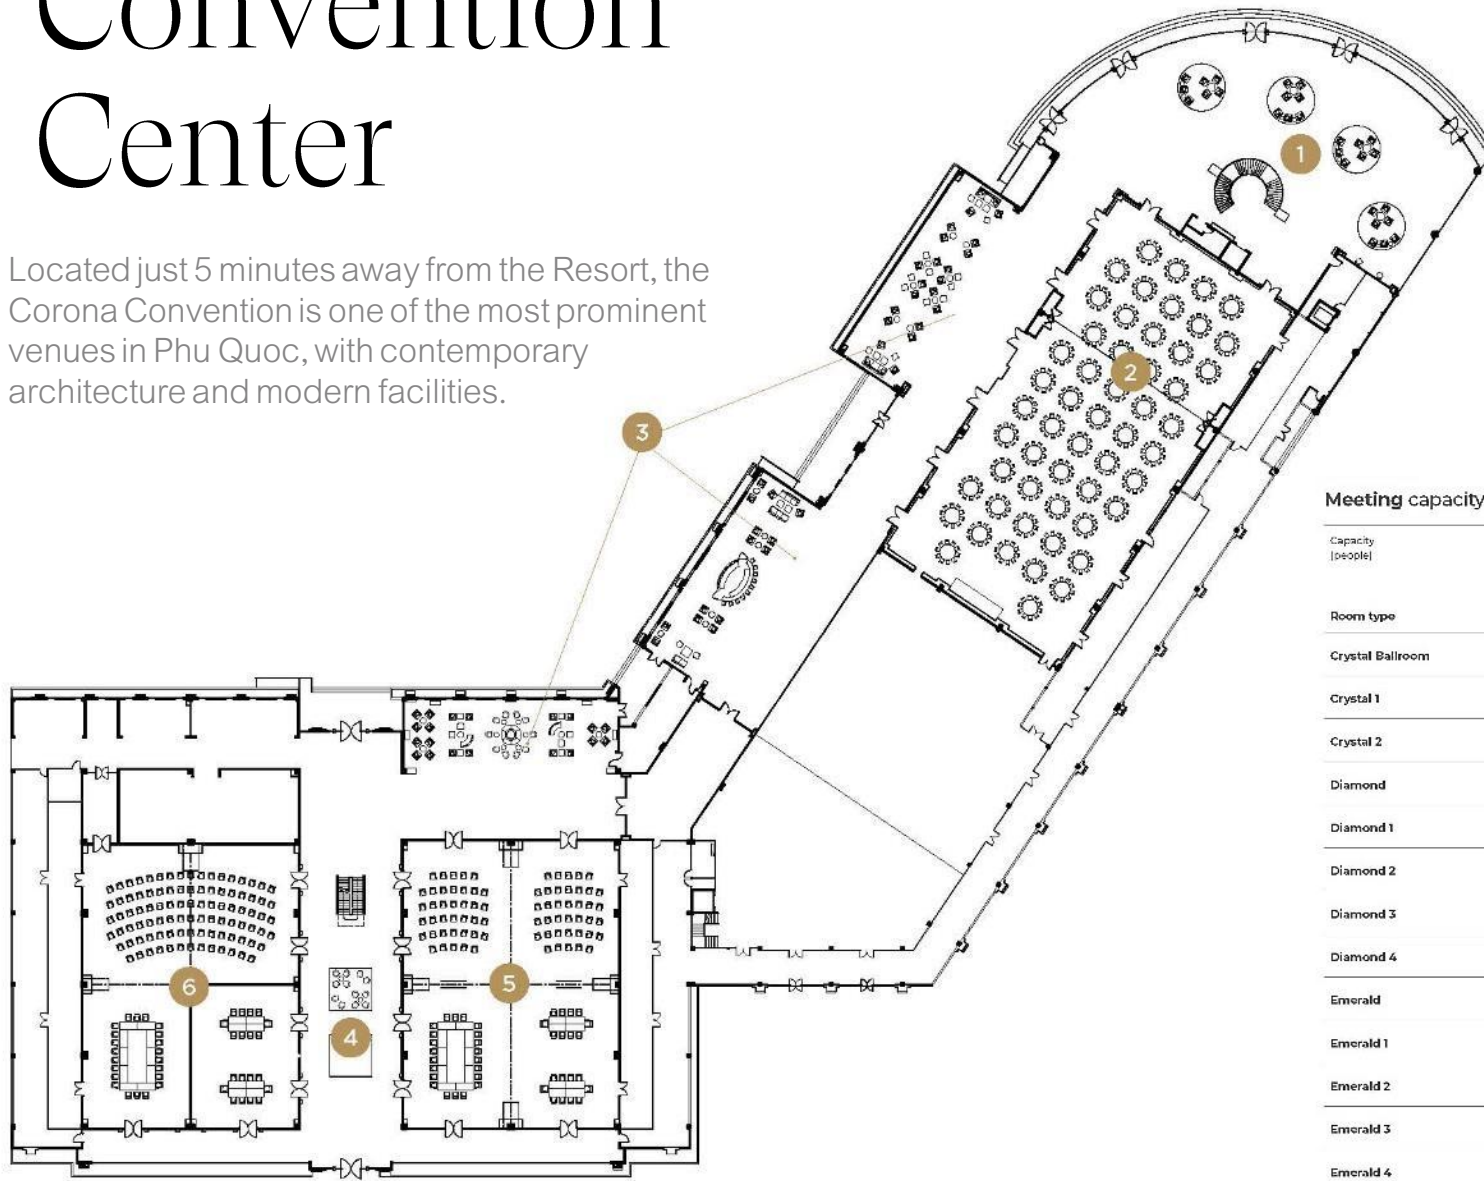 Convention
Center
Located just 5 minutes away from the Resort, the
Corona Convention is one of the most prominent
venues in Phu Quoc, with contemporary
architecture and modern facilities.
1
2
3
4
5
6
Meeting capacity
Capacity
[people]
Room type
Crystal Ballroom
Crystal 1
Crystal 2
Diamond
Diamond 1
Diamond 2
Diamond 3
Diamond 4
Emerald
Emerald 1
Emerald 2
Emerald 3
Emerald 4